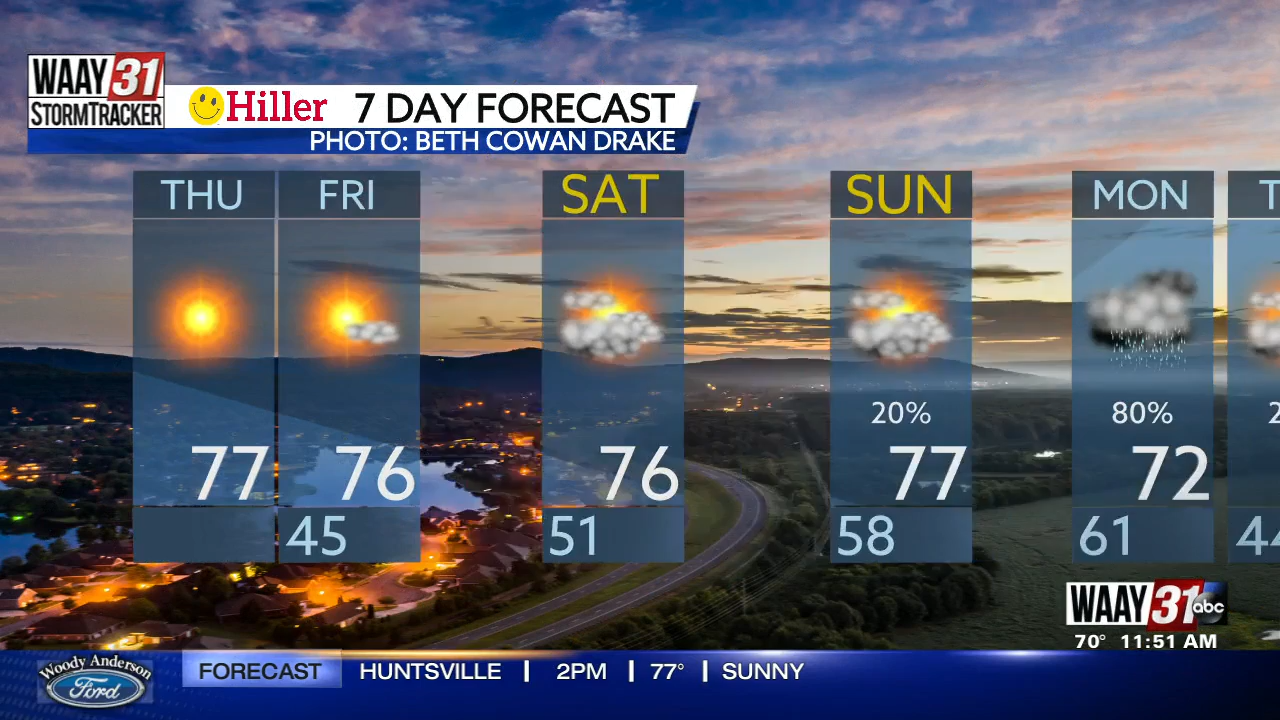 WAAY 31
STORMTRACKER
Hiller 7 DAY FORECAST
PHOTO: BETH COWAN DRAKE
THU FRI SAT SUN MON T
20% 80% 2
77 76 76 77 72
45 51 58 61 44
WAAY 31 abc
70° 11:51 AM
Woody Anderson
Ford
FORECAST HUNTSVILLE | 2PM | 77° | SUNNY